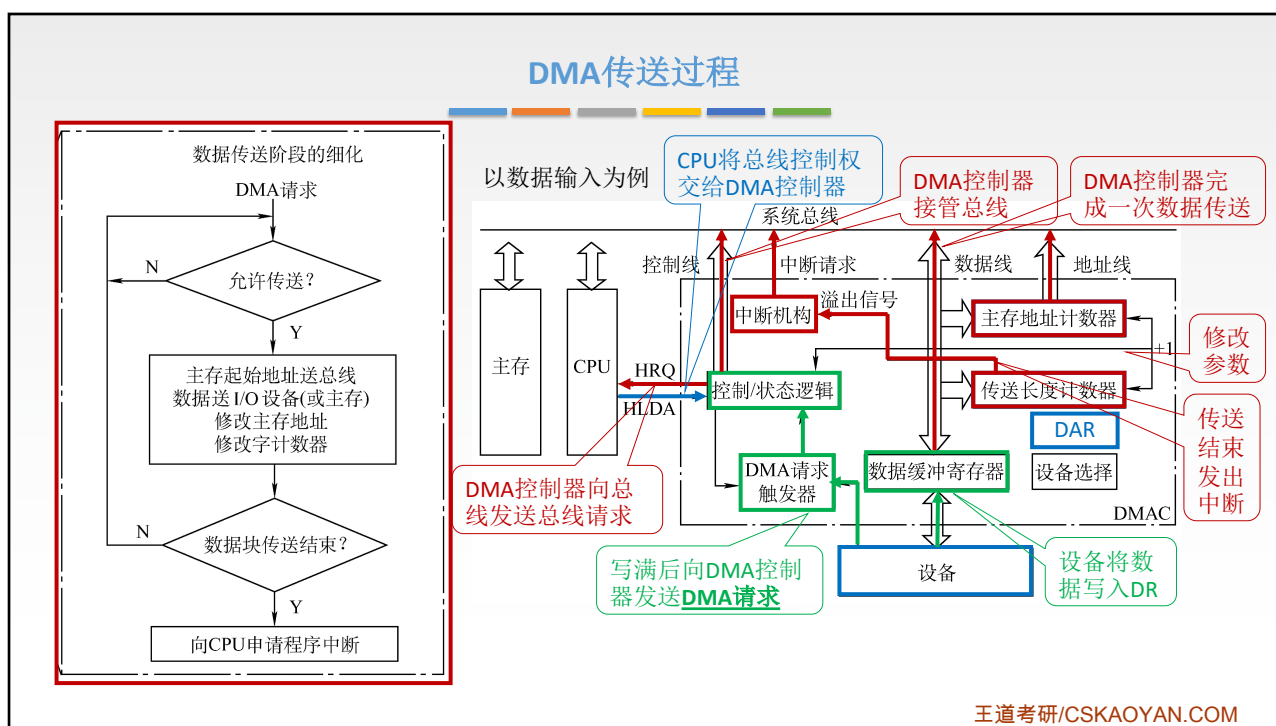 DMA传送过程
数据传送阶段的细化
DMA请求
允许传送？
N
Y
主存起始地址送总线
数据送 I/O 设备(或主存)
修改主存地址
修改字计数器
数据块传送结束？
N
Y
向CPU申请程序中断
以数据输入为例
CPU将总线控制权
交给DMA控制器
DMA控制器
接管总线
DMA控制器完
成一次数据传送
系统总线
控制线
中断请求
数据线
地址线
主存
CPU
HRQ
HLDA
中断机构
溢出信号
主存地址计数器
+1
修改
参数
控制/状态逻辑
传送长度计数器
DAR
DMA请求
触发器
数据缓冲寄存器
设备选择
DMAC
传送
结束
发出
中断
DMA控制器向总
线发送总线请求
写满后向DMA控制
器发送DMA请求
设备
设备将数
据写入DR
王道考研/CSKAOYAN.COM